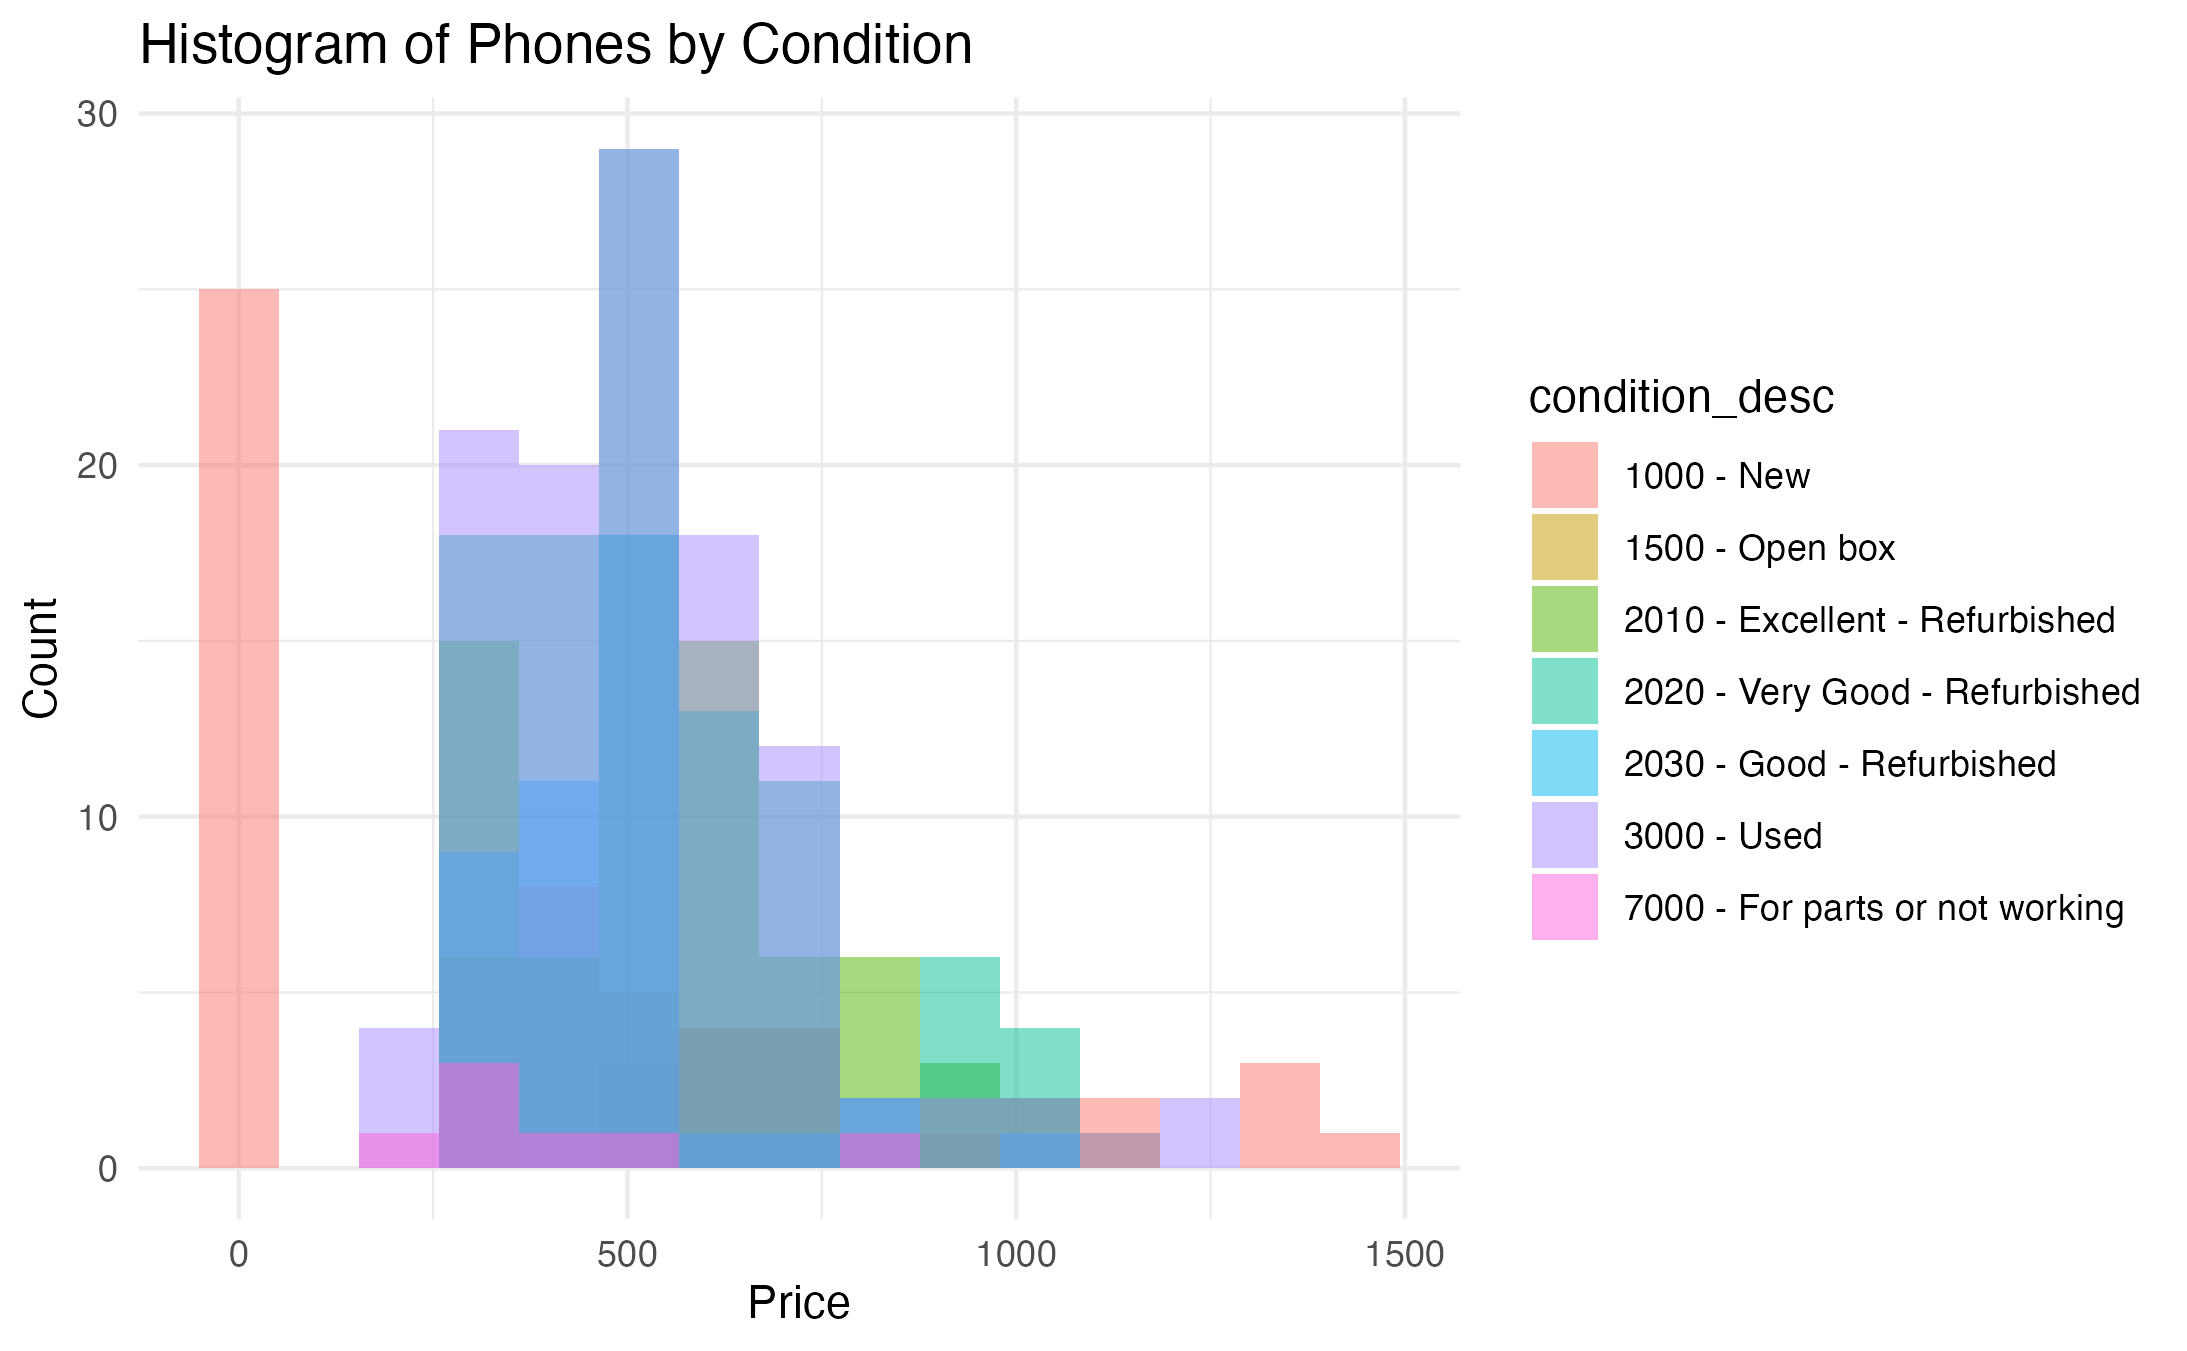 Histogram of Phones by Condition
30
20
10
0
Count
0 500 1000 1500
Price
condition_desc
1000 - New
1500 - Open box
2010 - Excellent - Refurbished
2020 - Very Good - Refurbished
2030 - Good - Refurbished
3000 - Used
7000 - For parts or not working